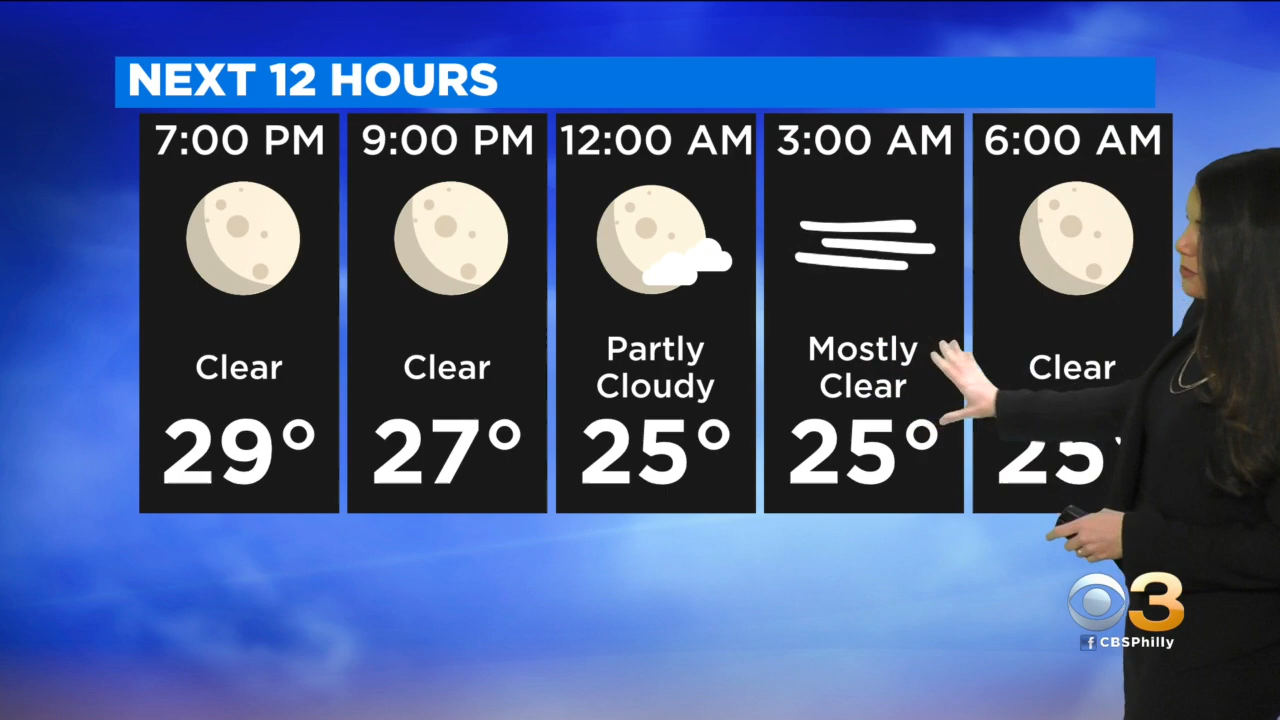 NEXT 12 HOURS
7:00 PM
9:00 PM
12:00 AM
3:00 AM
6:00 AM
Clear
Clear
Partly
Cloudy
Mostly
Clear
Clear
29°
27°
25°
25°
25°
3
f CBSPhilly